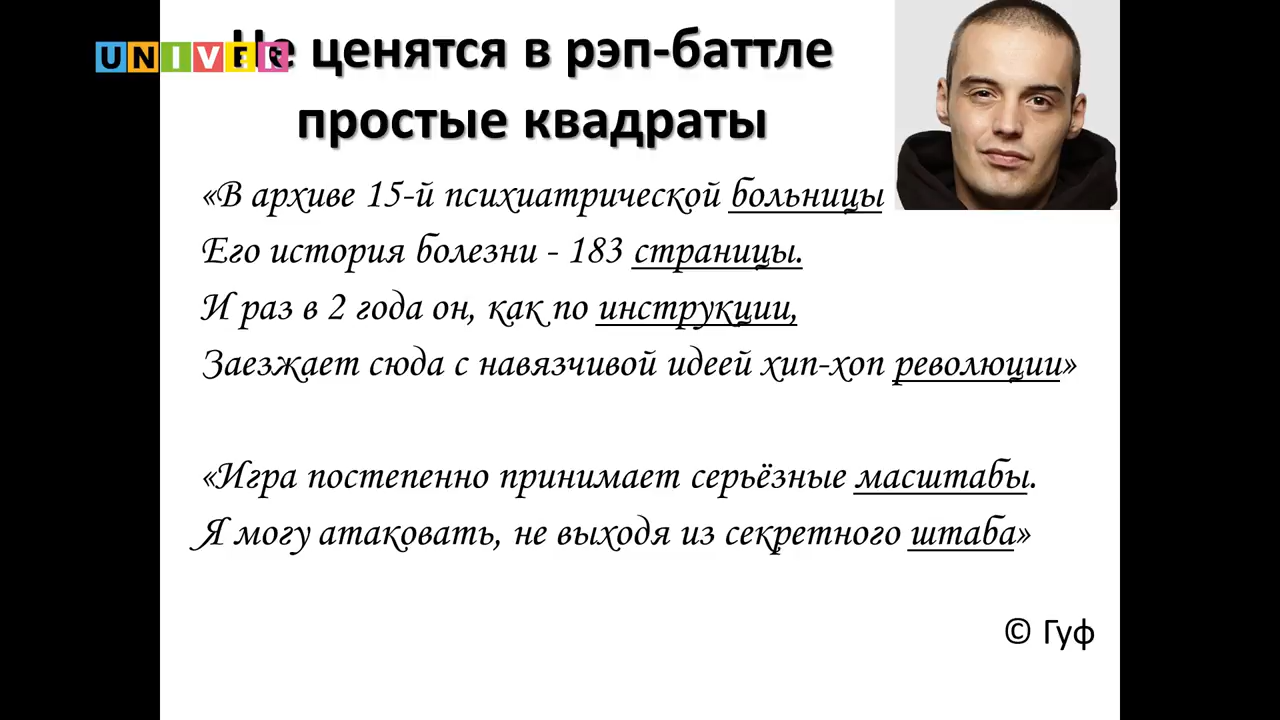 UNIVER
Не ценятся в рэп-баттле
простые квадраты
«В архиве 15-й психиатрической больницы
Его история болезни - 183 страницы.
И раз в 2 года он, как по инструкции,
Заезжает сюда с навязчивой идеей хип-хоп революции»
«Игра постепенно принимает серьёзные масштабы.
Я могу атаковать, не выходя из секретного штаба»
© Гуф